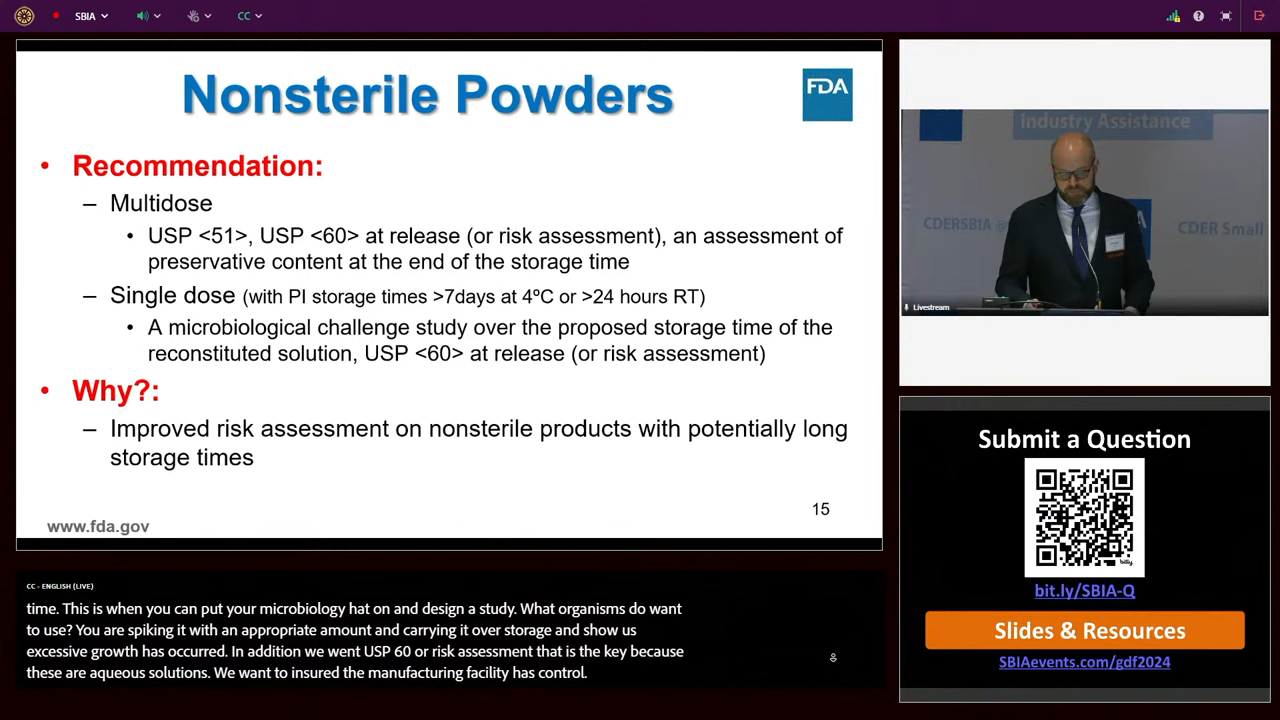 SBIA
CC
Nonsterile Powders
FDA
• Recommendation:
– Multidose
• USP <51>, USP <60> at release (or risk assessment), an assessment of
preservative content at the end of the storage time
– Single dose (with PI storage times >7days at 4ºC or >24 hours RT)
• A microbiological challenge study over the proposed storage time of the
reconstituted solution, USP <60> at release (or risk assessment)
• Why?:
– Improved risk assessment on nonsterile products with potentially long
storage times
15
www.fda.gov
Industry Assistance
CDERSBIA
CDER Small
Livestream
Submit a Question
bitly
bit.ly/SBIA-Q
Slides & Resources
SBIAevents.com/gdf2024
CC - ENGLISH (LIVE)
time. This is when you can put your microbiology hat on and design a study. What organisms do want
to use? You are spiking it with an appropriate amount and carrying it over storage and show us
excessive growth has occurred. In addition we went USP 60 or risk assessment that is the key because
these are aqueous solutions. We want to insured the manufacturing facility has control.